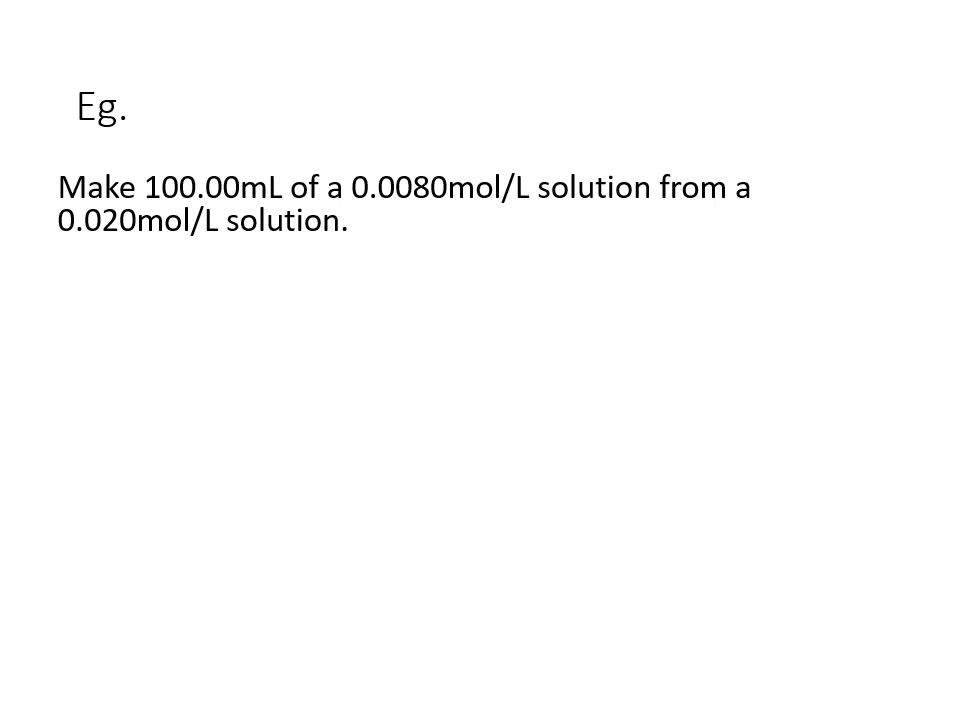 Eg.
Make 100.00mL of a 0.0080mol/L solution from a
0.020mol/L solution.